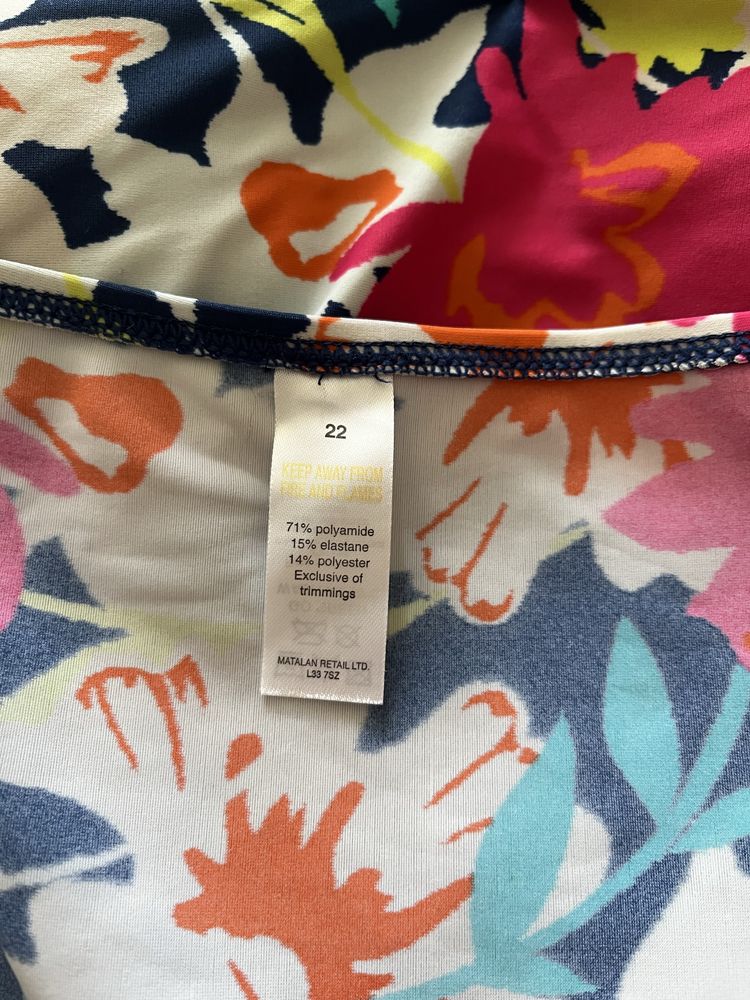 22
KEEP AWAY FROM
FIRE AND FLAMES
71% polyamide
15% elastane
14% polyester
Exclusive of
trimmings
MATALAN RETAIL LTD.
L33 7SZ